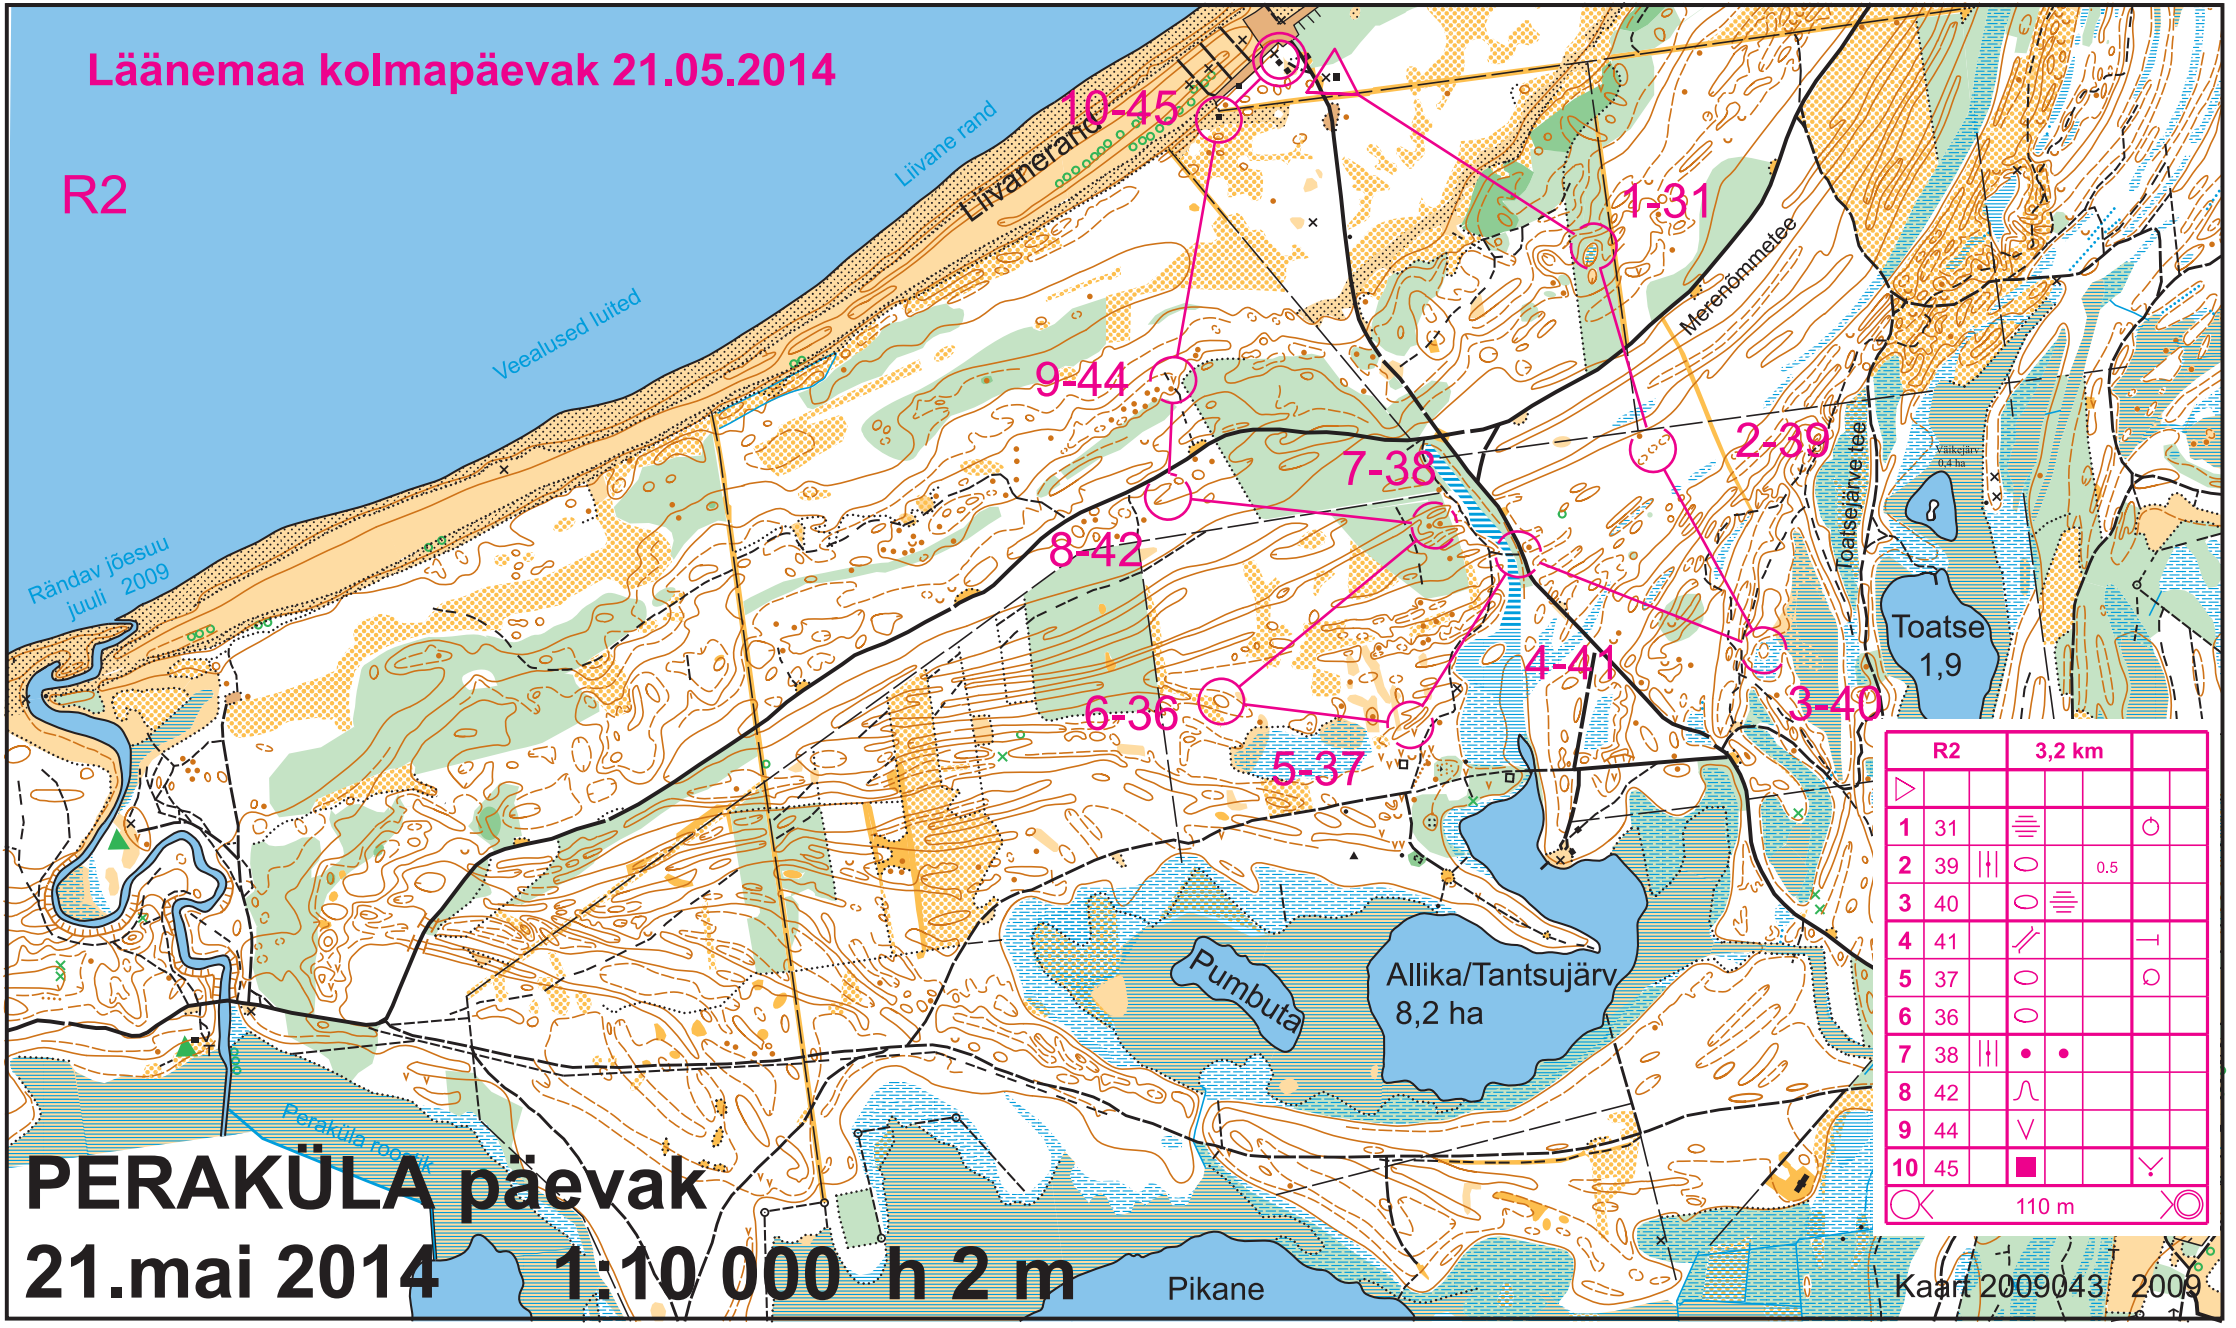 Läänemaa kolmapäevak 21.05.2014
R2
10-45
Liivane rand
Liivanerand
1-31
Merenõmmetee
Veealused luited
9-44
7-38
2-39
Väikejärv
0,4 ha
Toatsejärve tee
8-42
Rändav jõesuu
juuli 2009
Toatse
1,9
4-41
6-36
3-40
5-37
R2 3,2 km
1 31
2 39 0.5
3 40
4 41
5 37
6 36
7 38
8 42
9 44
10 45
110 m
Pumbuta
Allika/Tantsujärv
8,2 ha
Peraküla roostik
PERAKÜLA päevak
21.mai 2014 1:10 000 h 2 m
Pikane
Kaart 2009043 2009